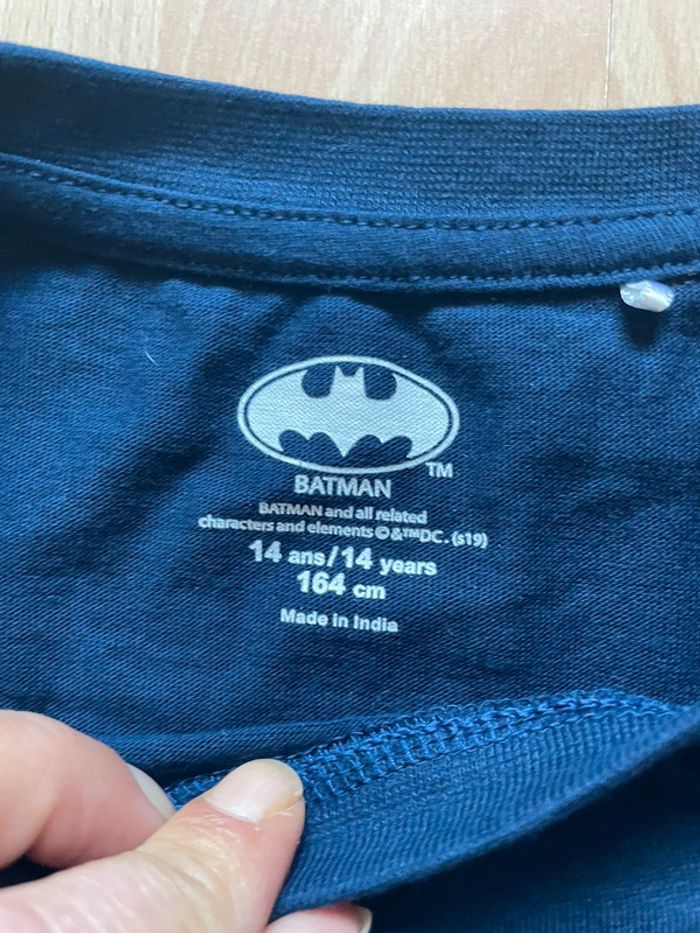 TM
BATMAN
BATMAN and all related
characters and elements ©&™DC. (s19)
14 ans/14 years
164 cm
Made in India